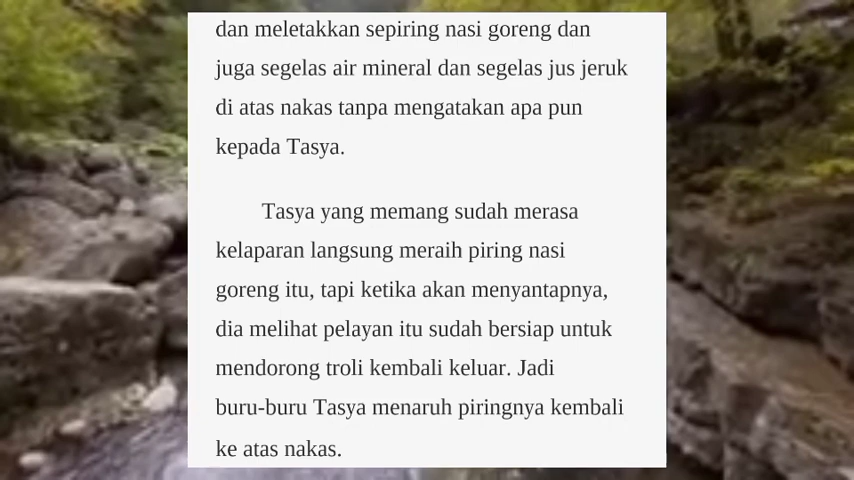 dan meletakkan sepiring nasi goreng dan
juga segelas air mineral dan segelas jus jeruk
di atas nakas tanpa mengatakan apa pun
kepada Tasya.
Tasya yang memang sudah merasa
kelaparan langsung meraih piring nasi
goreng itu, tapi ketika akan menyantapnya,
dia melihat pelayan itu sudah bersiap untuk
mendorong troli kembali keluar. Jadi
buru-buru Tasya menaruh piringnya kembali
ke atas nakas.